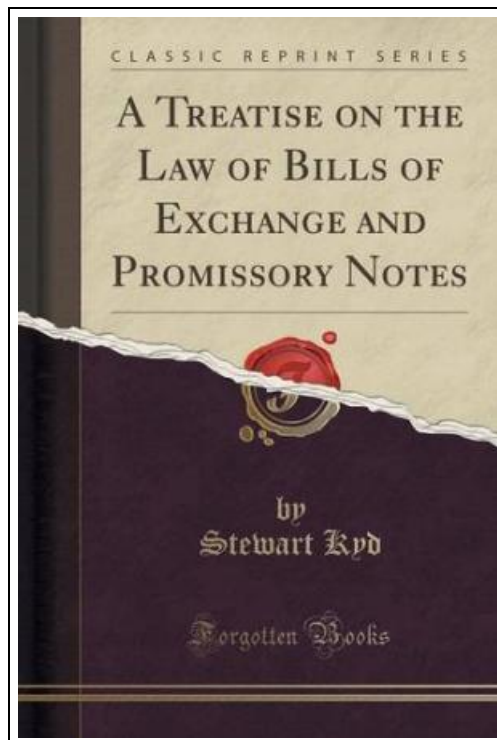 CLASSIC REPRINT SERIES
A TREATISE ON THE
LAW OF BILLS OF
EXCHANGE AND
PROMISSORY NOTES
F
by
Stewart Kyd
Forgotten Books